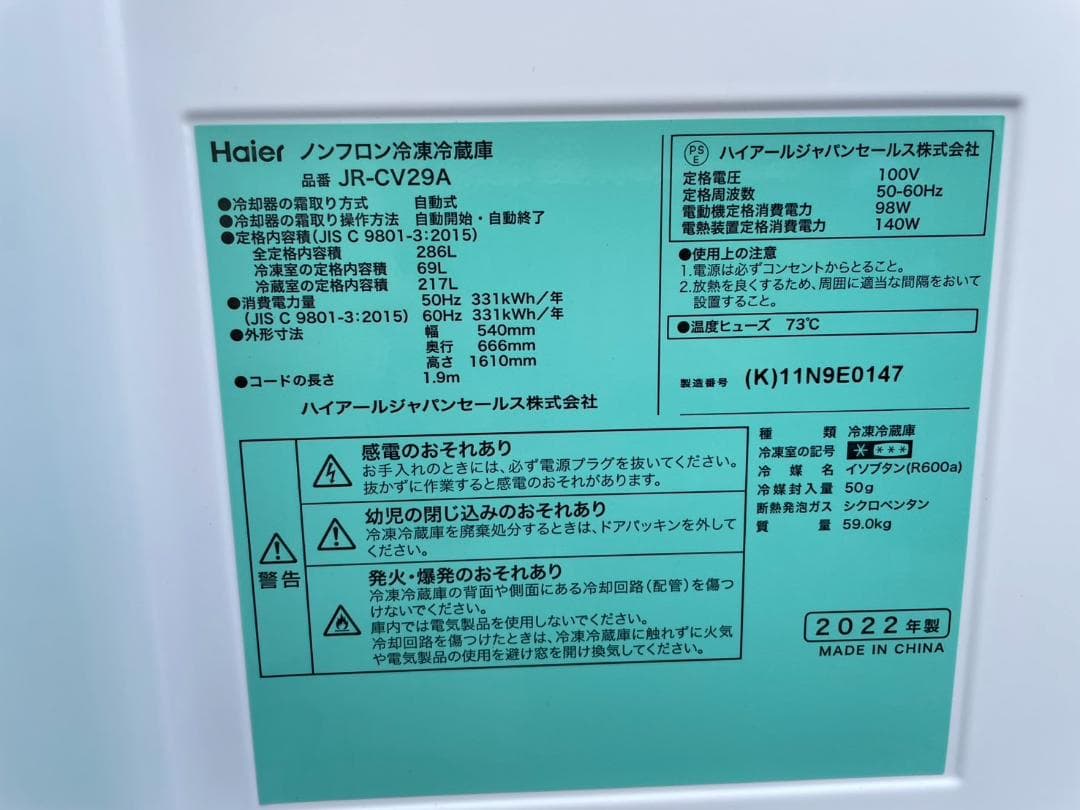 Haier ノンフロン冷凍冷蔵庫
品番 JR-CV29A
●冷却器の霜取り方式 自動式
●冷却器の霜取り操作方法 自動開始・自動終了
●定格内容積(JIS C 9801-3:2015)
全定格内容積 286L
冷凍室の定格内容積 69L
冷蔵室の定格内容積 217L
●消費電力量 50Hz 331kWh/年
(JIS C 9801-3:2015) 60Hz 331kWh/年
●外形寸法 幅 540mm
奥行 666mm
高さ 1610mm
●コードの長さ 1.9m
ハイアールジャパンセールス株式会社
PSE ハイアールジャパンセールス株式会社
定格電圧 100V
定格周波数 50-60Hz
電動機定格消費電力 98W
電熱装置定格消費電力 140W
●使用上の注意
1.電源は必ずコンセントからとること。
2.放熱を良くするため、周囲に適当な間隔をおいて
設置すること。
●温度ヒューズ 73℃
製造番号 (K)11N9E0147
警告
感電のおそれあり
お手入れのときには、必ず電源プラグを抜いてください。
抜かずに作業すると感電のおそれがあります。
幼児の閉じ込みのおそれあり
冷凍冷蔵庫を廃棄処分するときは、ドアパッキンを外して
ください。
発火・爆発のおそれあり
冷凍冷蔵庫の背面や側面にある冷却回路(配管)を傷つ
けないでください。
庫内では電気製品を使用しないでください。
冷却回路を傷つけたときは、冷凍冷蔵庫に触れずに火気
や電気製品の使用を避け窓を開け換気してください。
種類 冷凍冷蔵庫
冷凍室の記号 * ***
冷媒名 イソブタン(R600a)
冷媒封入量 50g
断熱発泡ガス シクロペンタン
質量 59.0kg
2022年製
MADE IN CHINA